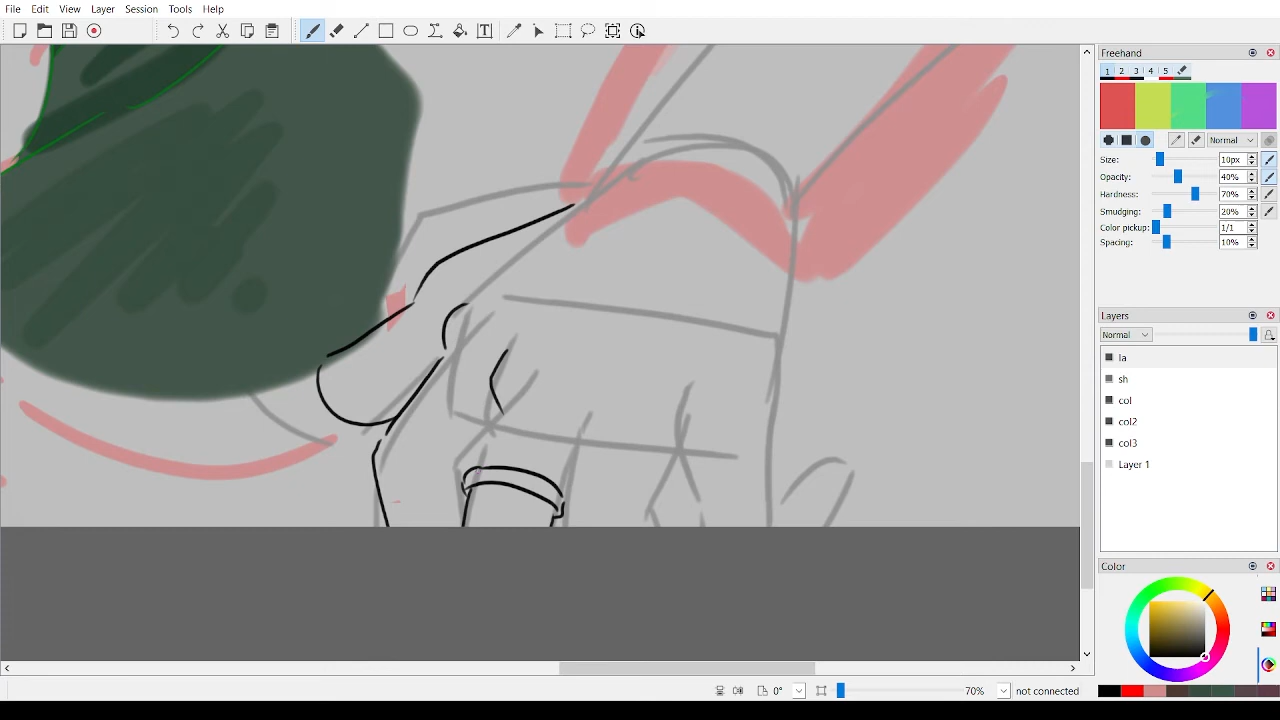 File Edit View Layer Session Tools Help
Freehand
1 2 3 4 5
Normal
Size: 10px
Opacity: 40%
Hardness: 70%
Smudging: 20%
Color pickup: 1/1
Spacing: 10%
Layers
Normal
la
sh
col
col2
col3
Layer 1
Color
0° 70% not connected